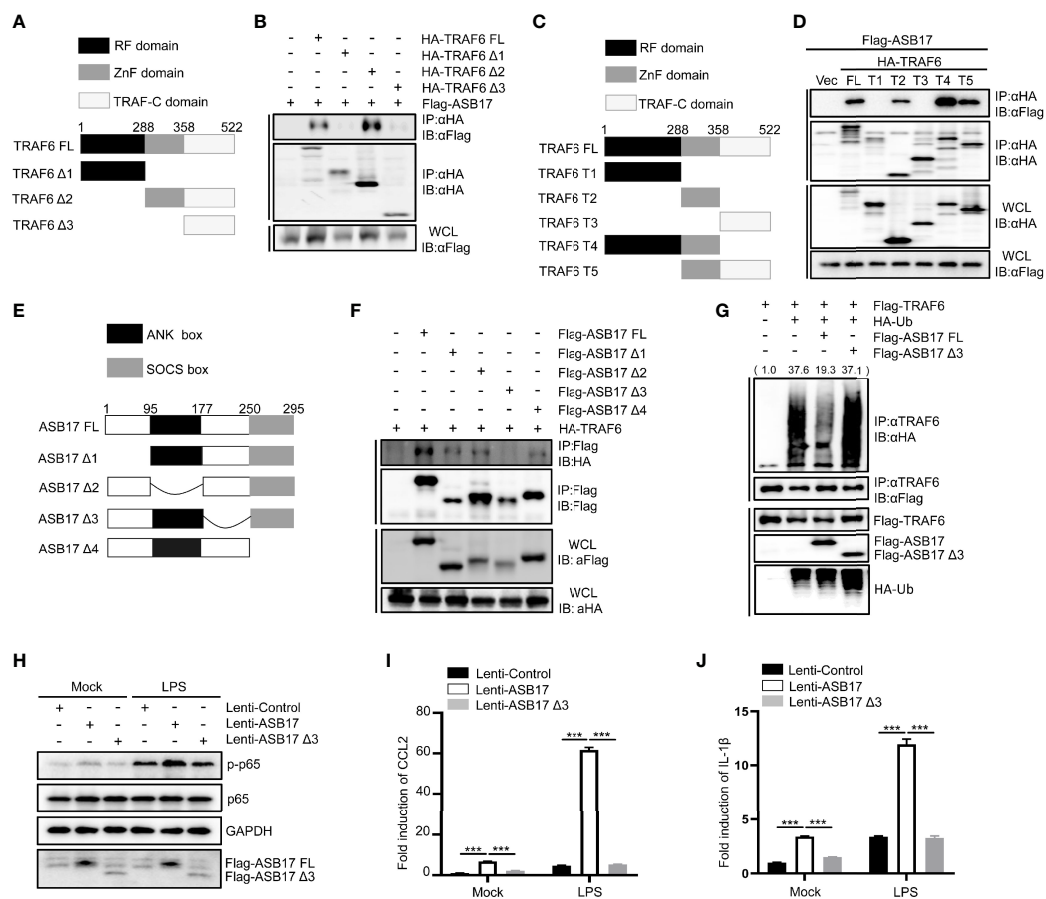 A
RF domain
ZnF domain
TRAF-C domain
1 288 358 522
TRAF6 FL
TRAF6 Δ1
TRAF6 Δ2
TRAF6 Δ3
B
- + - - - HA-TRAF6 FL
- - + - - HA-TRAF6 Δ1
- - - + - HA-TRAF6 Δ2
- - - - + HA-TRAF6 Δ3
+ + + + + Flag-ASB17
IP:αHA
IB:αFlag
IP:αHA
IB:αHA
WCL
IB:αFlag
C
RF domain
ZnF domain
TRAF-C domain
1 288 358 522
TRAF6 FL
TRAF6 T1
TRAF6 T2
TRAF6 T3
TRAF6 T4
TRAF6 T5
D
Flag-ASB17
HA-TRAF6
Vec FL T1 T2 T3 T4 T5
IP:αHA
IB:αFlag
IP:αHA
IB:αHA
WCL
IB:αHA
WCL
IB:αFlag
E
ANK box
SOCS box
1 95 177 250 295
ASB17 FL
ASB17 Δ1
ASB17 Δ2
ASB17 Δ3
ASB17 Δ4
F
- + - - - - Flag-ASB17 FL
- - + - - - Flag-ASB17 Δ1
- - - + - - Flag-ASB17 Δ2
- - - - + - Flag-ASB17 Δ3
- - - - - + Flag-ASB17 Δ4
+ + + + + + HA-TRAF6
IP:Flag
IB:HA
IP:Flag
IB:Flag
WCL
IB: aFlag
WCL
IB: aHA
G
+ + + + Flag-TRAF6
- + + + HA-Ub
- - + - Flag-ASB17 FL
- - - + Flag-ASB17 Δ3
( 1.0 37.6 19.3 37.1 )
IP:αTRAF6
IB:αHA
IP:αTRAF6
IB:αFlag
Flag-TRAF6
Flag-ASB17
Flag-ASB17 Δ3
HA-Ub
H
Mock LPS
+ - - + - - Lenti-Control
- + - - + - Lenti-ASB17
- - + - - + Lenti-ASB17 Δ3
p-p65
p65
GAPDH
Flag-ASB17 FL
Flag-ASB17 Δ3
I
Lenti-Control
Lenti-ASB17
Lenti-ASB17 Δ3
Fold induction of CCL2
80
60
40
20
0
*** ***
*** ***
Mock LPS
J
Lenti-Control
Lenti-ASB17
Lenti-ASB17 Δ3
Fold induction of IL-1β
15
10
5
0
*** ***
*** ***
Mock LPS